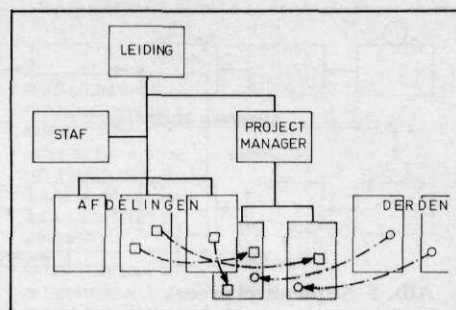 LEIDING
STAF
PROJECT
MANAGER
AFDELINGEN
DERDEN